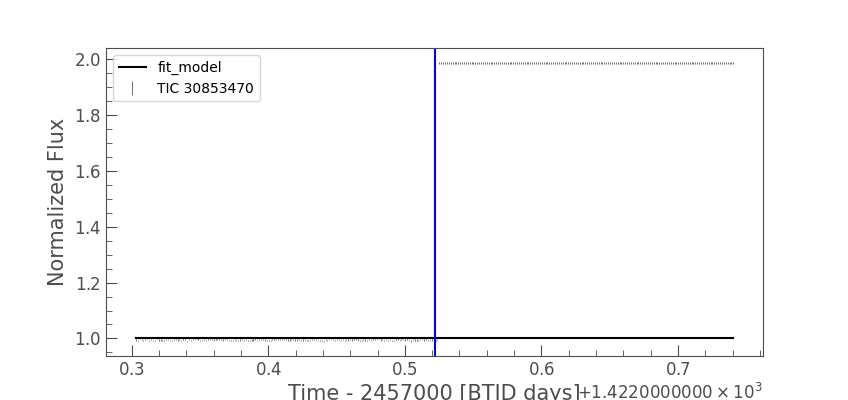 fit_model
TIC 30853470
Normalized Flux
2.0
1.8
1.6
1.4
1.2
1.0
0.3 0.4 0.5 0.6 0.7
Time - 2457000 [BTJD days]
+1.4220000000 × 10³